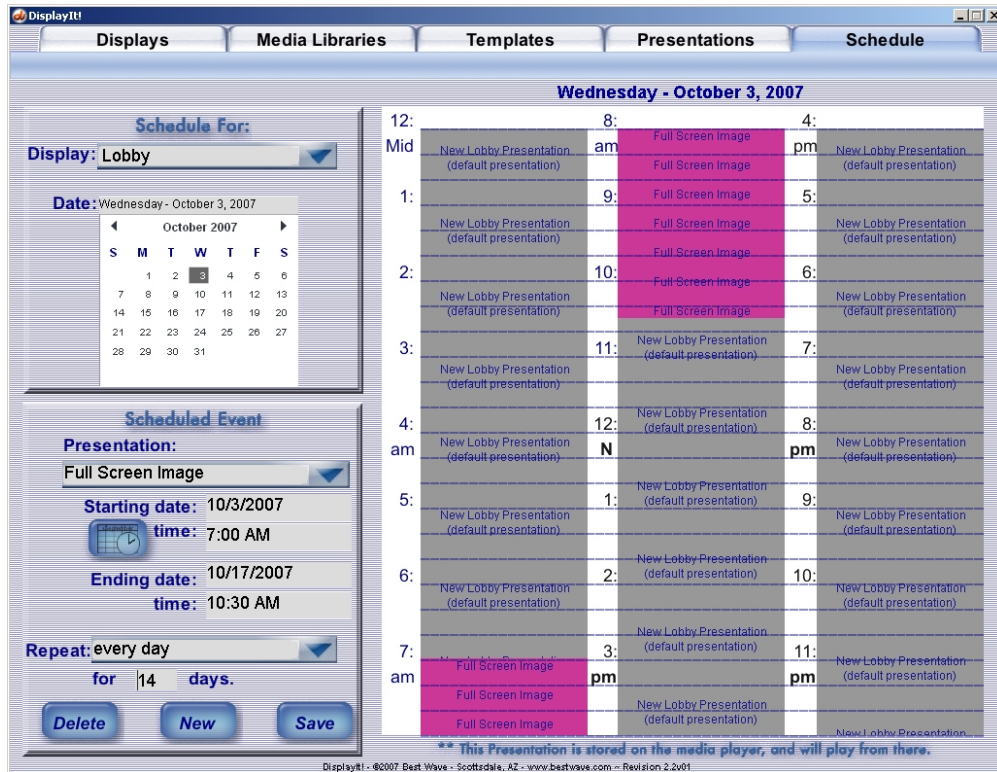 DisplayIt!
Displays Media Libraries Templates Presentations Schedule
Wednesday - October 3, 2007
Schedule For:
Display: Lobby
Date: Wednesday - October 3, 2007
October 2007
S M T W T F S
1 2 3 4 5 6
7 8 9 10 11 12 13
14 15 16 17 18 19 20
21 22 23 24 25 26 27
28 29 30 31
Scheduled Event
Presentation:
Full Screen Image
Starting date: 10/3/2007
time: 7:00 AM
Ending date: 10/17/2007
time: 10:30 AM
Repeat: every day
for 14 days.
Delete New Save
12:
Mid
New Lobby Presentation
(default presentation)
1:
New Lobby Presentation
(default presentation)
2:
New Lobby Presentation
(default presentation)
3:
New Lobby Presentation
(default presentation)
4:
am
New Lobby Presentation
(default presentation)
5:
New Lobby Presentation
(default presentation)
6:
New Lobby Presentation
(default presentation)
7:
am
Full Screen Image
Full Screen Image
Full Screen Image
8:
am
Full Screen Image
Full Screen Image
9:
Full Screen Image
Full Screen Image
Full Screen Image
10:
Full Screen Image
Full Screen Image
11:
New Lobby Presentation
(default presentation)
12:
N
New Lobby Presentation
(default presentation)
1:
New Lobby Presentation
(default presentation)
2:
New Lobby Presentation
(default presentation)
3:
pm
New Lobby Presentation
(default presentation)
New Lobby Presentation
(default presentation)
4:
pm
New Lobby Presentation
(default presentation)
5:
New Lobby Presentation
(default presentation)
6:
New Lobby Presentation
(default presentation)
7:
New Lobby Presentation
(default presentation)
8:
pm
New Lobby Presentation
(default presentation)
9:
New Lobby Presentation
(default presentation)
10:
New Lobby Presentation
(default presentation)
11:
pm
New Lobby Presentation
(default presentation)
New Lobby Presentation
** This Presentation is stored on the media player, and will play from there.
DisplayIt! - ©2007 Best Wave - Scottsdale, AZ - www.bestwave.com ~ Revision 2.2v01